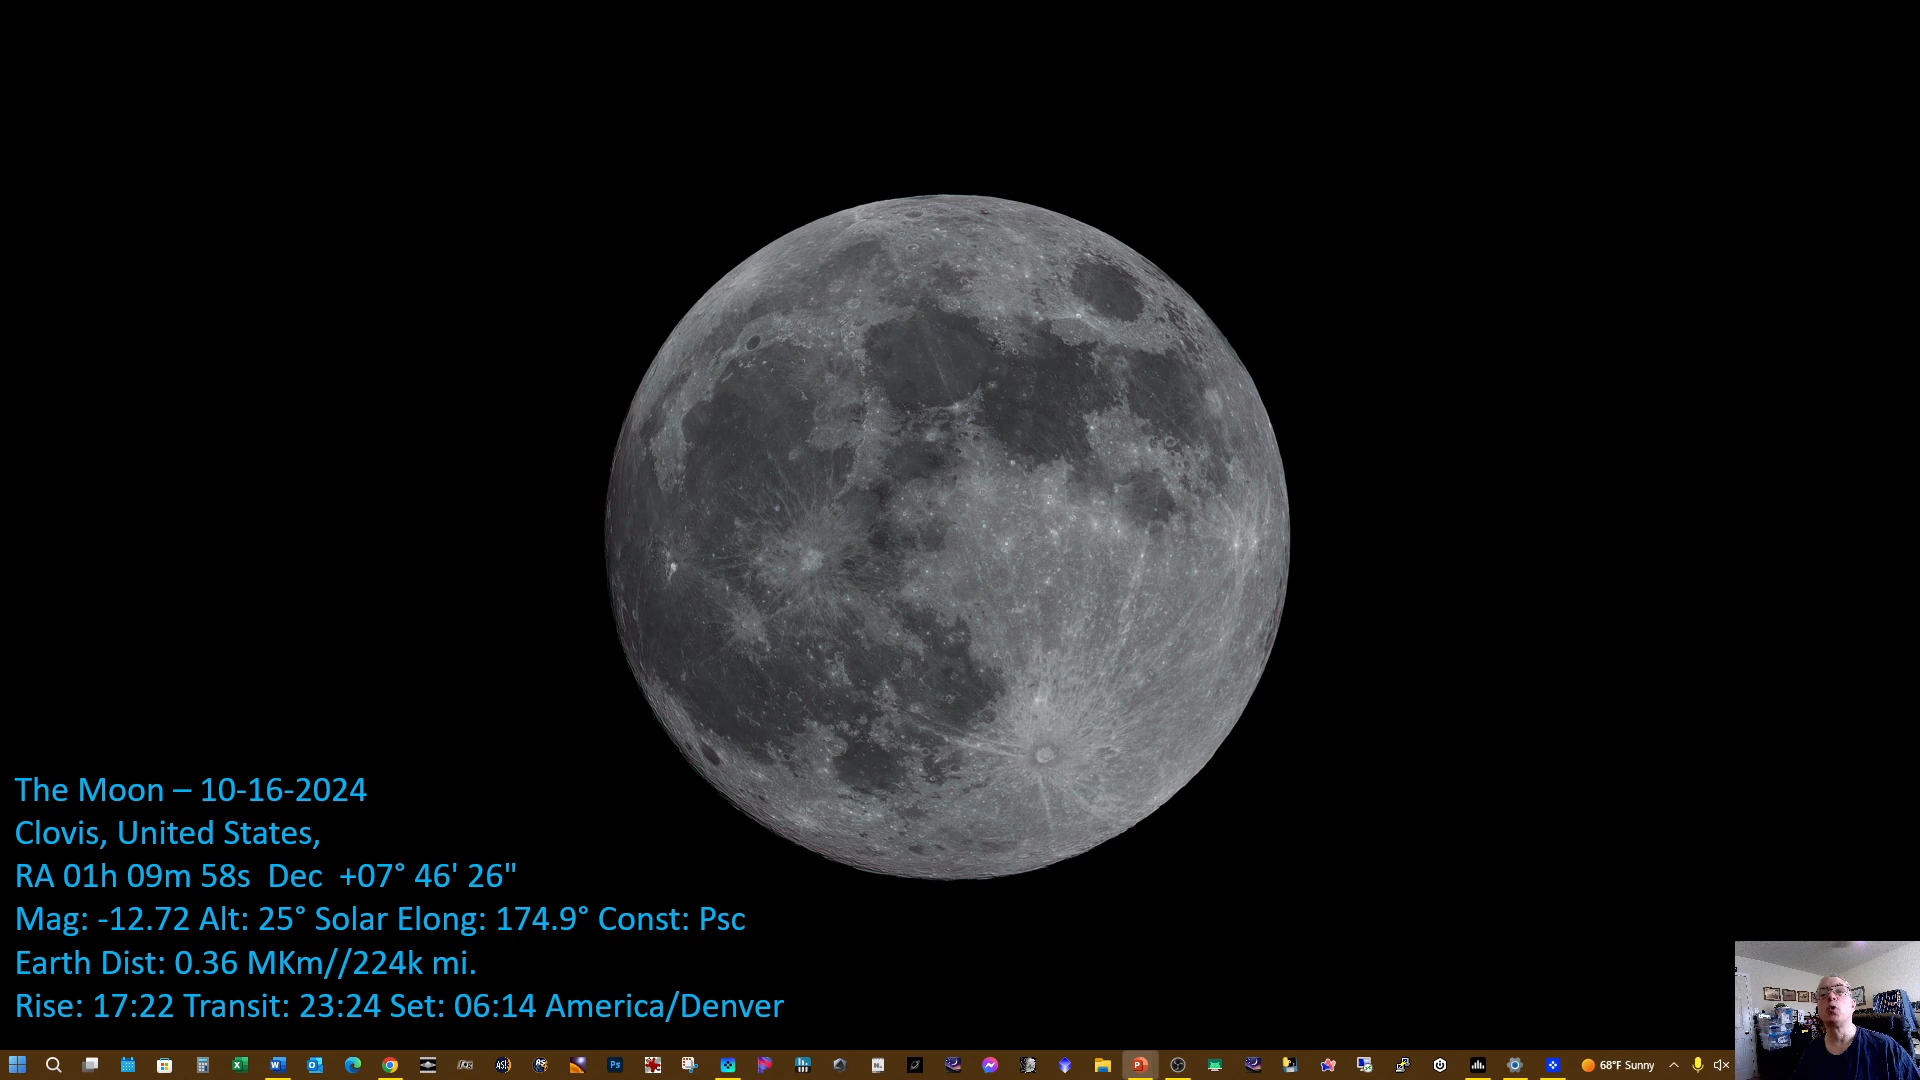 The Moon – 10-16-2024
Clovis, United States,
RA 01h 09m 58s  Dec  +07° 46' 26"
Mag: -12.72 Alt: 25° Solar Elong: 174.9° Const: Psc
Earth Dist: 0.36 MKm//224k mi.
Rise: 17:22 Transit: 23:24 Set: 06:14 America/Denver
68°F Sunny